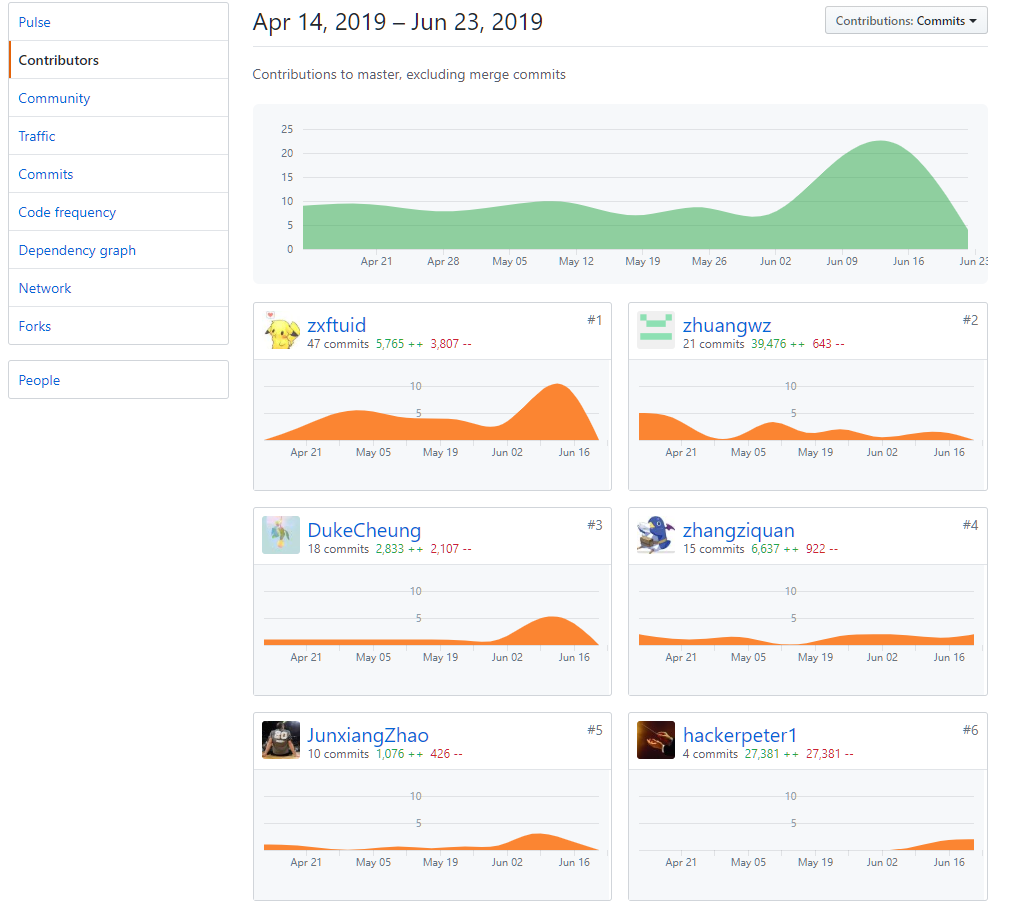 Pulse
Contributors
Community
Traffic
Commits
Code frequency
Dependency graph
Network
Forks
People
Apr 14, 2019 – Jun 23, 2019
Contributions: Commits
Contributions to master, excluding merge commits
25
20
15
10
5
0
Apr 21 Apr 28 May 05 May 12 May 19 May 26 Jun 02 Jun 09 Jun 16 Jun 23
zxftuid #1
47 commits 5,765 ++ 3,807 --
10
5
Apr 21 May 05 May 19 Jun 02 Jun 16
zhuangwz #2
21 commits 39,476 ++ 643 --
10
5
Apr 21 May 05 May 19 Jun 02 Jun 16
DukeCheung #3
18 commits 2,833 ++ 2,107 --
10
5
Apr 21 May 05 May 19 Jun 02 Jun 16
zhangziquan #4
15 commits 6,637 ++ 922 --
10
5
Apr 21 May 05 May 19 Jun 02 Jun 16
20
JunxiangZhao #5
10 commits 1,076 ++ 426 --
10
5
Apr 21 May 05 May 19 Jun 02 Jun 16
hackerpeter1 #6
4 commits 27,381 ++ 27,381 --
10
5
Apr 21 May 05 May 19 Jun 02 Jun 16